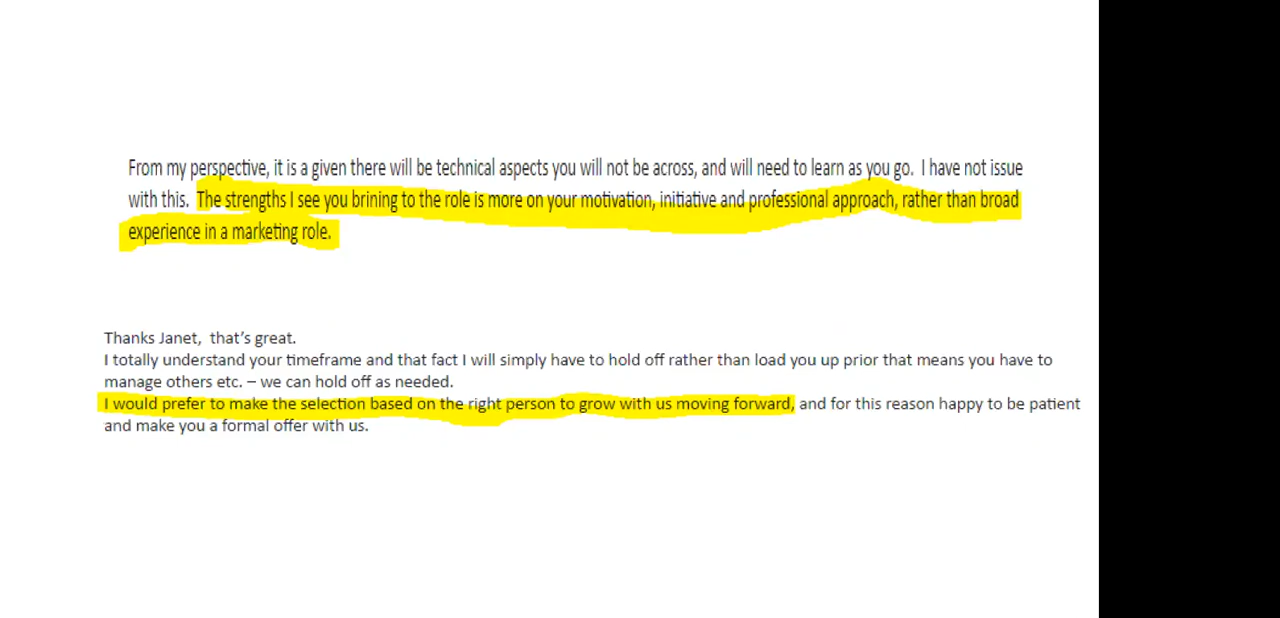 From my perspective, it is a given there will be technical aspects you will not be across, and will need to learn as you go.  I have not issue
with this.  The strengths I see you brining to the role is more on your motivation, initiative and professional approach, rather than broad
experience in a marketing role.
Thanks Janet,  that’s great.
I totally understand your timeframe and that fact I will simply have to hold off rather than load you up prior that means you have to
manage others etc. – we can hold off as needed.
I would prefer to make the selection based on the right person to grow with us moving forward, and for this reason happy to be patient
and make you a formal offer with us.